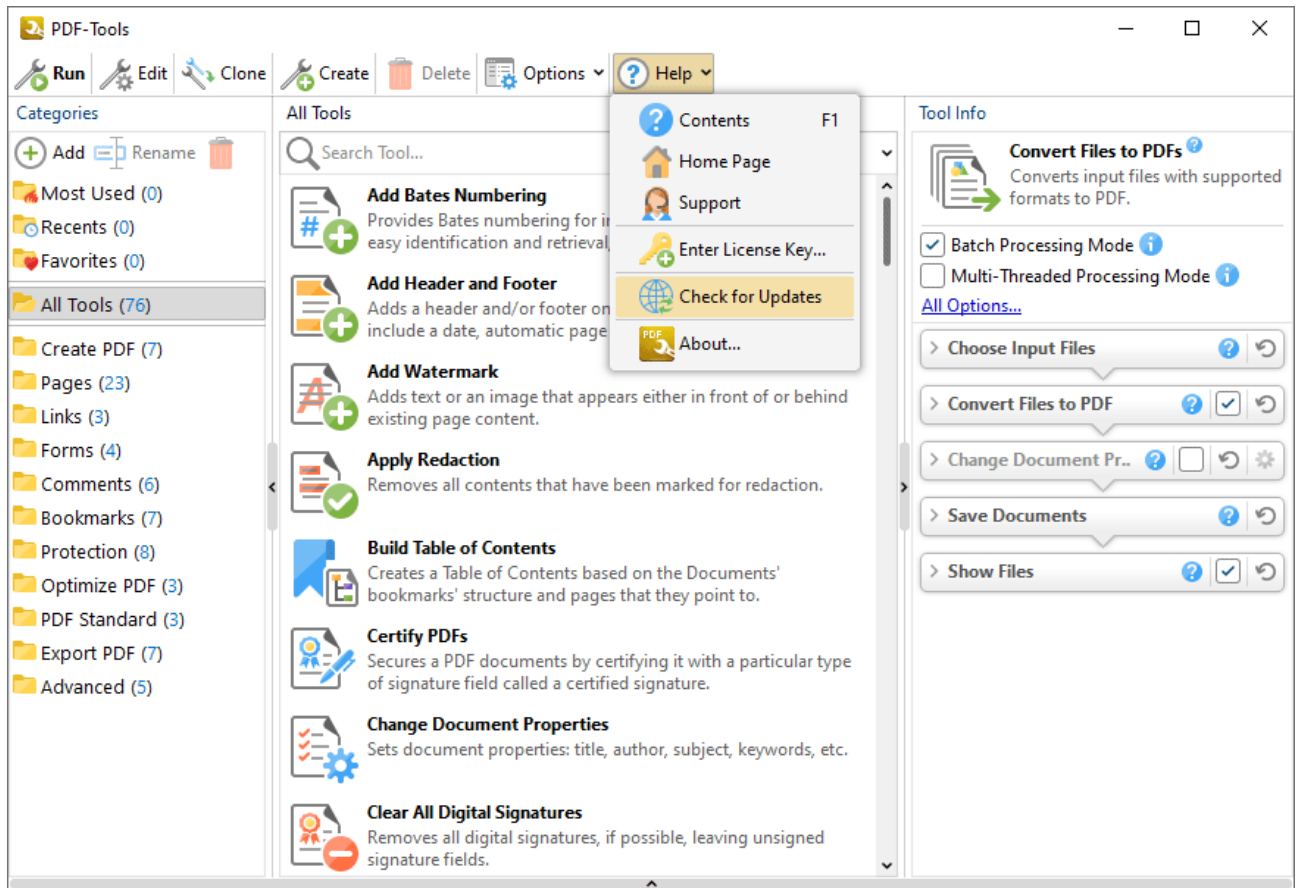 PDF-Tools
Run Edit Clone Create Delete Options Help
Categories
Add Rename
Most Used (0)
Recents (0)
Favorites (0)
All Tools (76)
Create PDF (7)
Pages (23)
Links (3)
Forms (4)
Comments (6)
Bookmarks (7)
Protection (8)
Optimize PDF (3)
PDF Standard (3)
Export PDF (7)
Advanced (5)
All Tools
Search Tool...
Add Bates Numbering
Provides Bates numbering for
easy identification and retrieval,
Add Header and Footer
Adds a header and/or footer on
include a date, automatic page
Add Watermark
Adds text or an image that appears either in front of or behind
existing page content.
Apply Redaction
Removes all contents that have been marked for redaction.
Build Table of Contents
Creates a Table of Contents based on the Documents'
bookmarks' structure and pages that they point to.
Certify PDFs
Secures a PDF documents by certifying it with a particular type
of signature field called a certified signature.
Change Document Properties
Sets document properties: title, author, subject, keywords, etc.
Clear All Digital Signatures
Removes all digital signatures, if possible, leaving unsigned
signature fields.
Contents F1
Home Page
Support
Enter License Key...
Check for Updates
PDF
About...
Tool Info
Convert Files to PDFs
Converts input files with supported
formats to PDF.
Batch Processing Mode
Multi-Threaded Processing Mode
All Options...
Choose Input Files
Convert Files to PDF
Change Document Pr..
Save Documents
Show Files